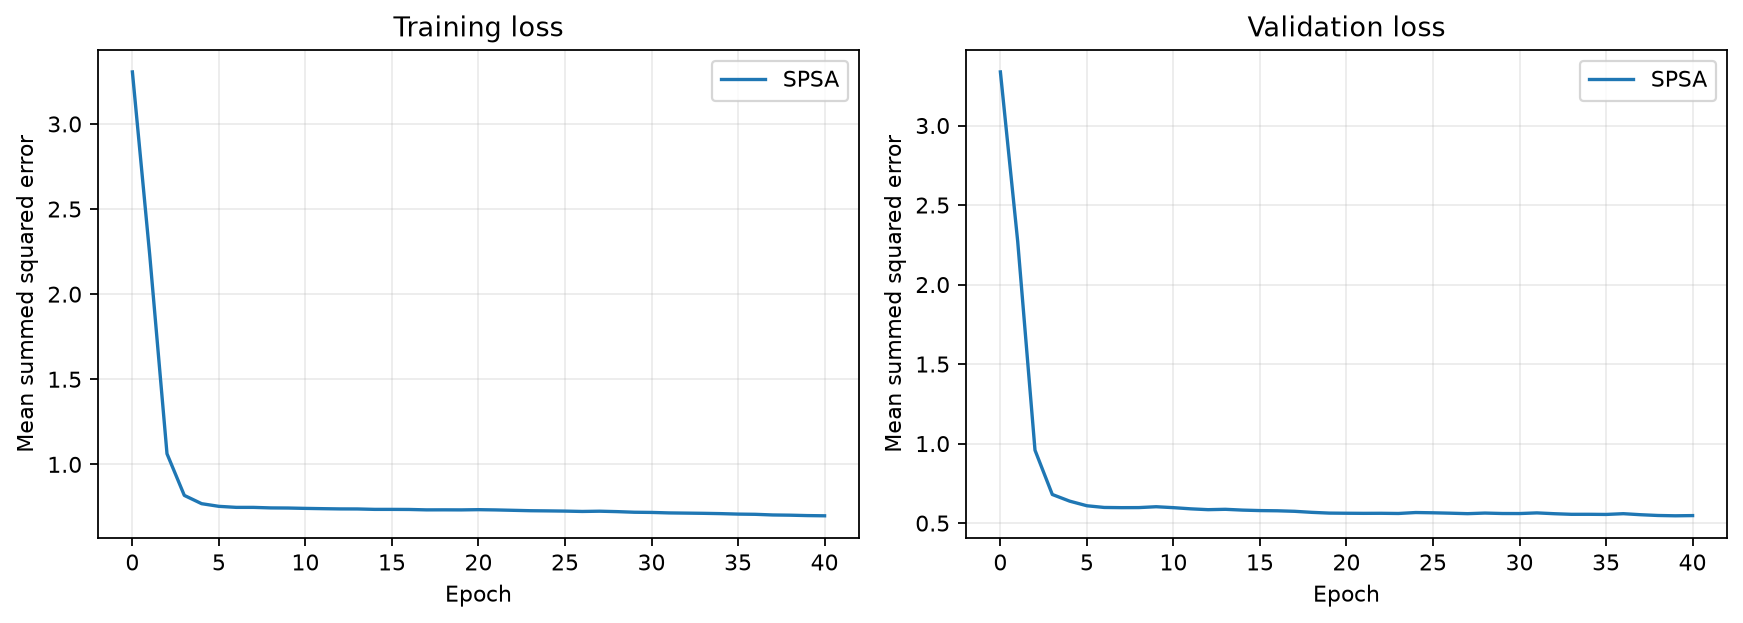 Training loss
SPSA
Mean summed squared error
3.0
2.5
2.0
1.5
1.0
0 5 10 15 20 25 30 35 40
Epoch
Validation loss
SPSA
Mean summed squared error
3.0
2.5
2.0
1.5
1.0
0.5
0 5 10 15 20 25 30 35 40
Epoch